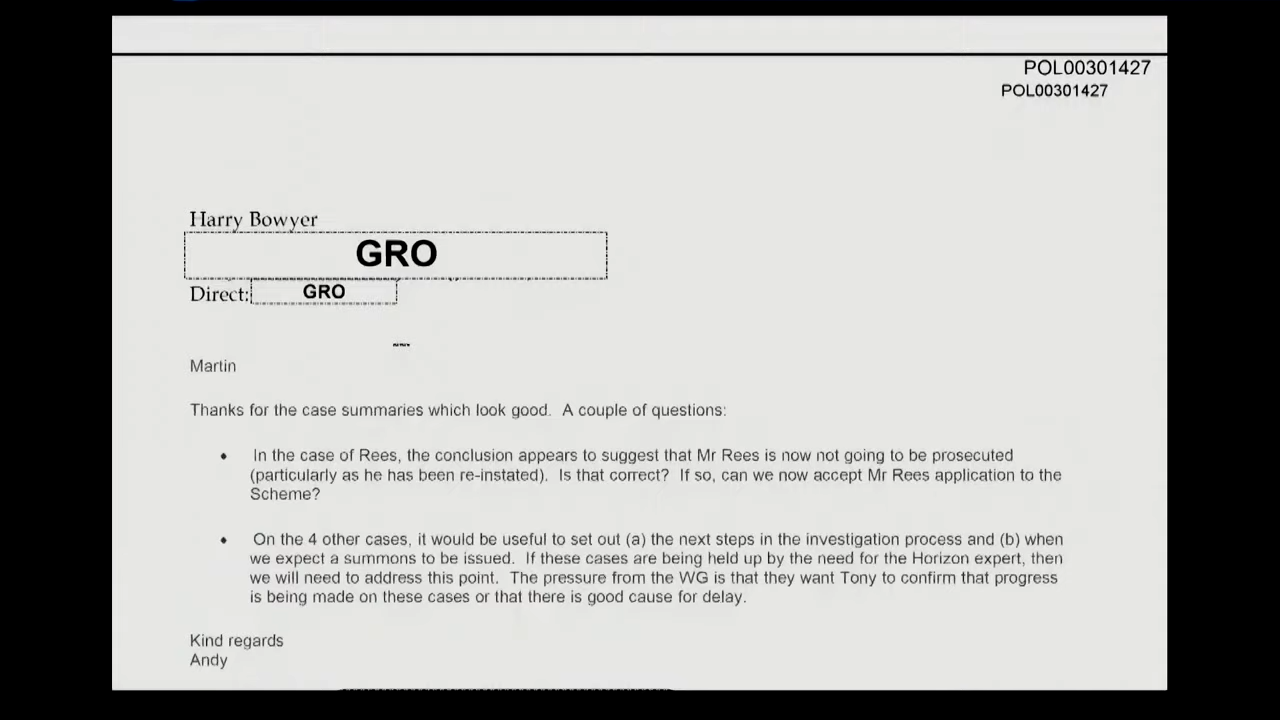 POL00301427
POL00301427
Harry Bowyer
GRO
Direct: GRO
Martin
Thanks for the case summaries which look good. A couple of questions:
• In the case of Rees, the conclusion appears to suggest that Mr Rees is now not going to be prosecuted
(particularly as he has been re-instated). Is that correct? If so, can we now accept Mr Rees application to the
Scheme?
• On the 4 other cases, it would be useful to set out (a) the next steps in the investigation process and (b) when
we expect a summons to be issued. If these cases are being held up by the need for the Horizon expert, then
we will need to address this point. The pressure from the WG is that they want Tony to confirm that progress
is being made on these cases or that there is good cause for delay.
Kind regards
Andy